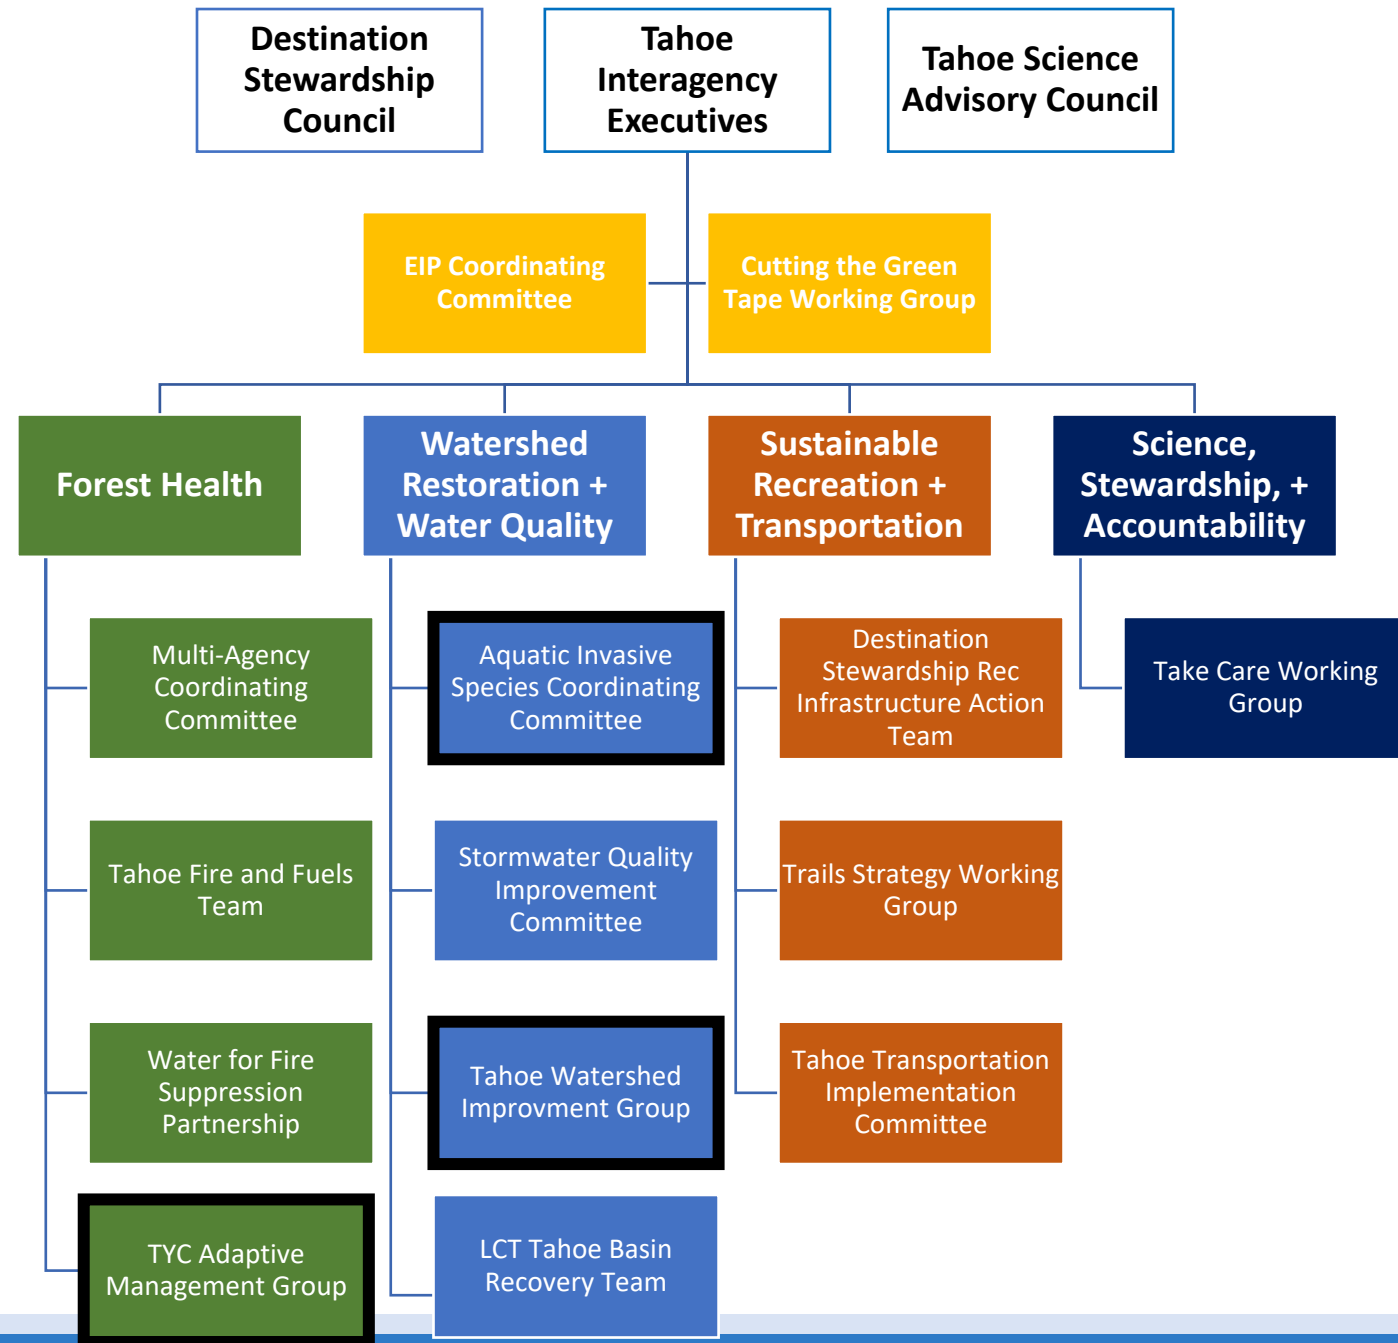 Destination
Stewardship
Council
Tahoe
Interagency
Executives
Tahoe Science
Advisory Council
EIP Coordinating
Committee
Cutting the Green
Tape Working Group
Forest Health
Watershed
Restoration +
Water Quality
Sustainable
Recreation +
Transportation
Science,
Stewardship, +
Accountability
Multi-Agency
Coordinating
Committee
Aquatic Invasive
Species Coordinating
Committee
Destination
Stewardship Rec
Infrastructure Action
Team
Take Care Working
Group
Tahoe Fire and Fuels
Team
Stormwater Quality
Improvement
Committee
Trails Strategy Working
Group
Water for Fire
Suppression
Partnership
Tahoe Watershed
Improvment Group
Tahoe Transportation
Implementation
Committee
TYC Adaptive
Management Group
LCT Tahoe Basin
Recovery Team